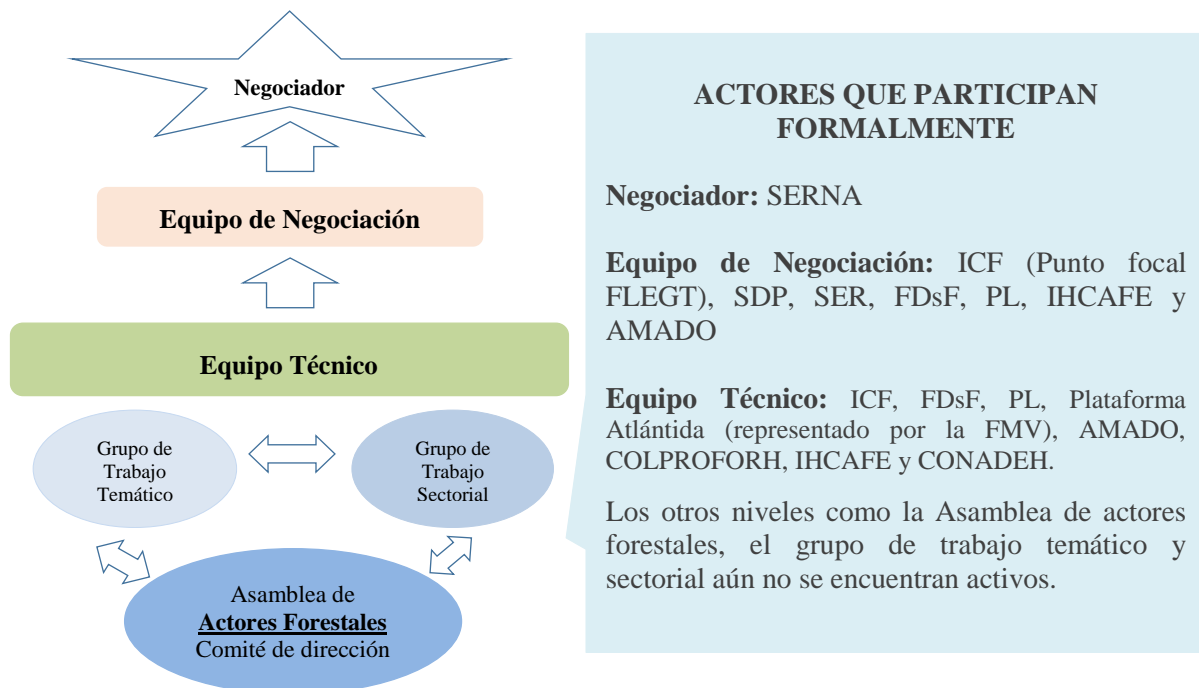 Negociador
Equipo de Negociación
Equipo Técnico
Grupo de
Trabajo
Temático
Grupo de
Trabajo
Sectorial
Asamblea de
Actores Forestales
Comité de dirección
ACTORES QUE PARTICIPAN
FORMALMENTE
Negociador: SERNA
Equipo de Negociación: ICF (Punto focal
FLEGT), SDP, SER, FDsF, PL, IHCAFE y
AMADO
Equipo Técnico: ICF, FDsF, PL, Plataforma
Atlántida (representado por la FMV), AMADO,
COLPROFORH, IHCAFE y CONADEH.
Los otros niveles como la Asamblea de actores
forestales, el grupo de trabajo temático y
sectorial aún no se encuentran activos.